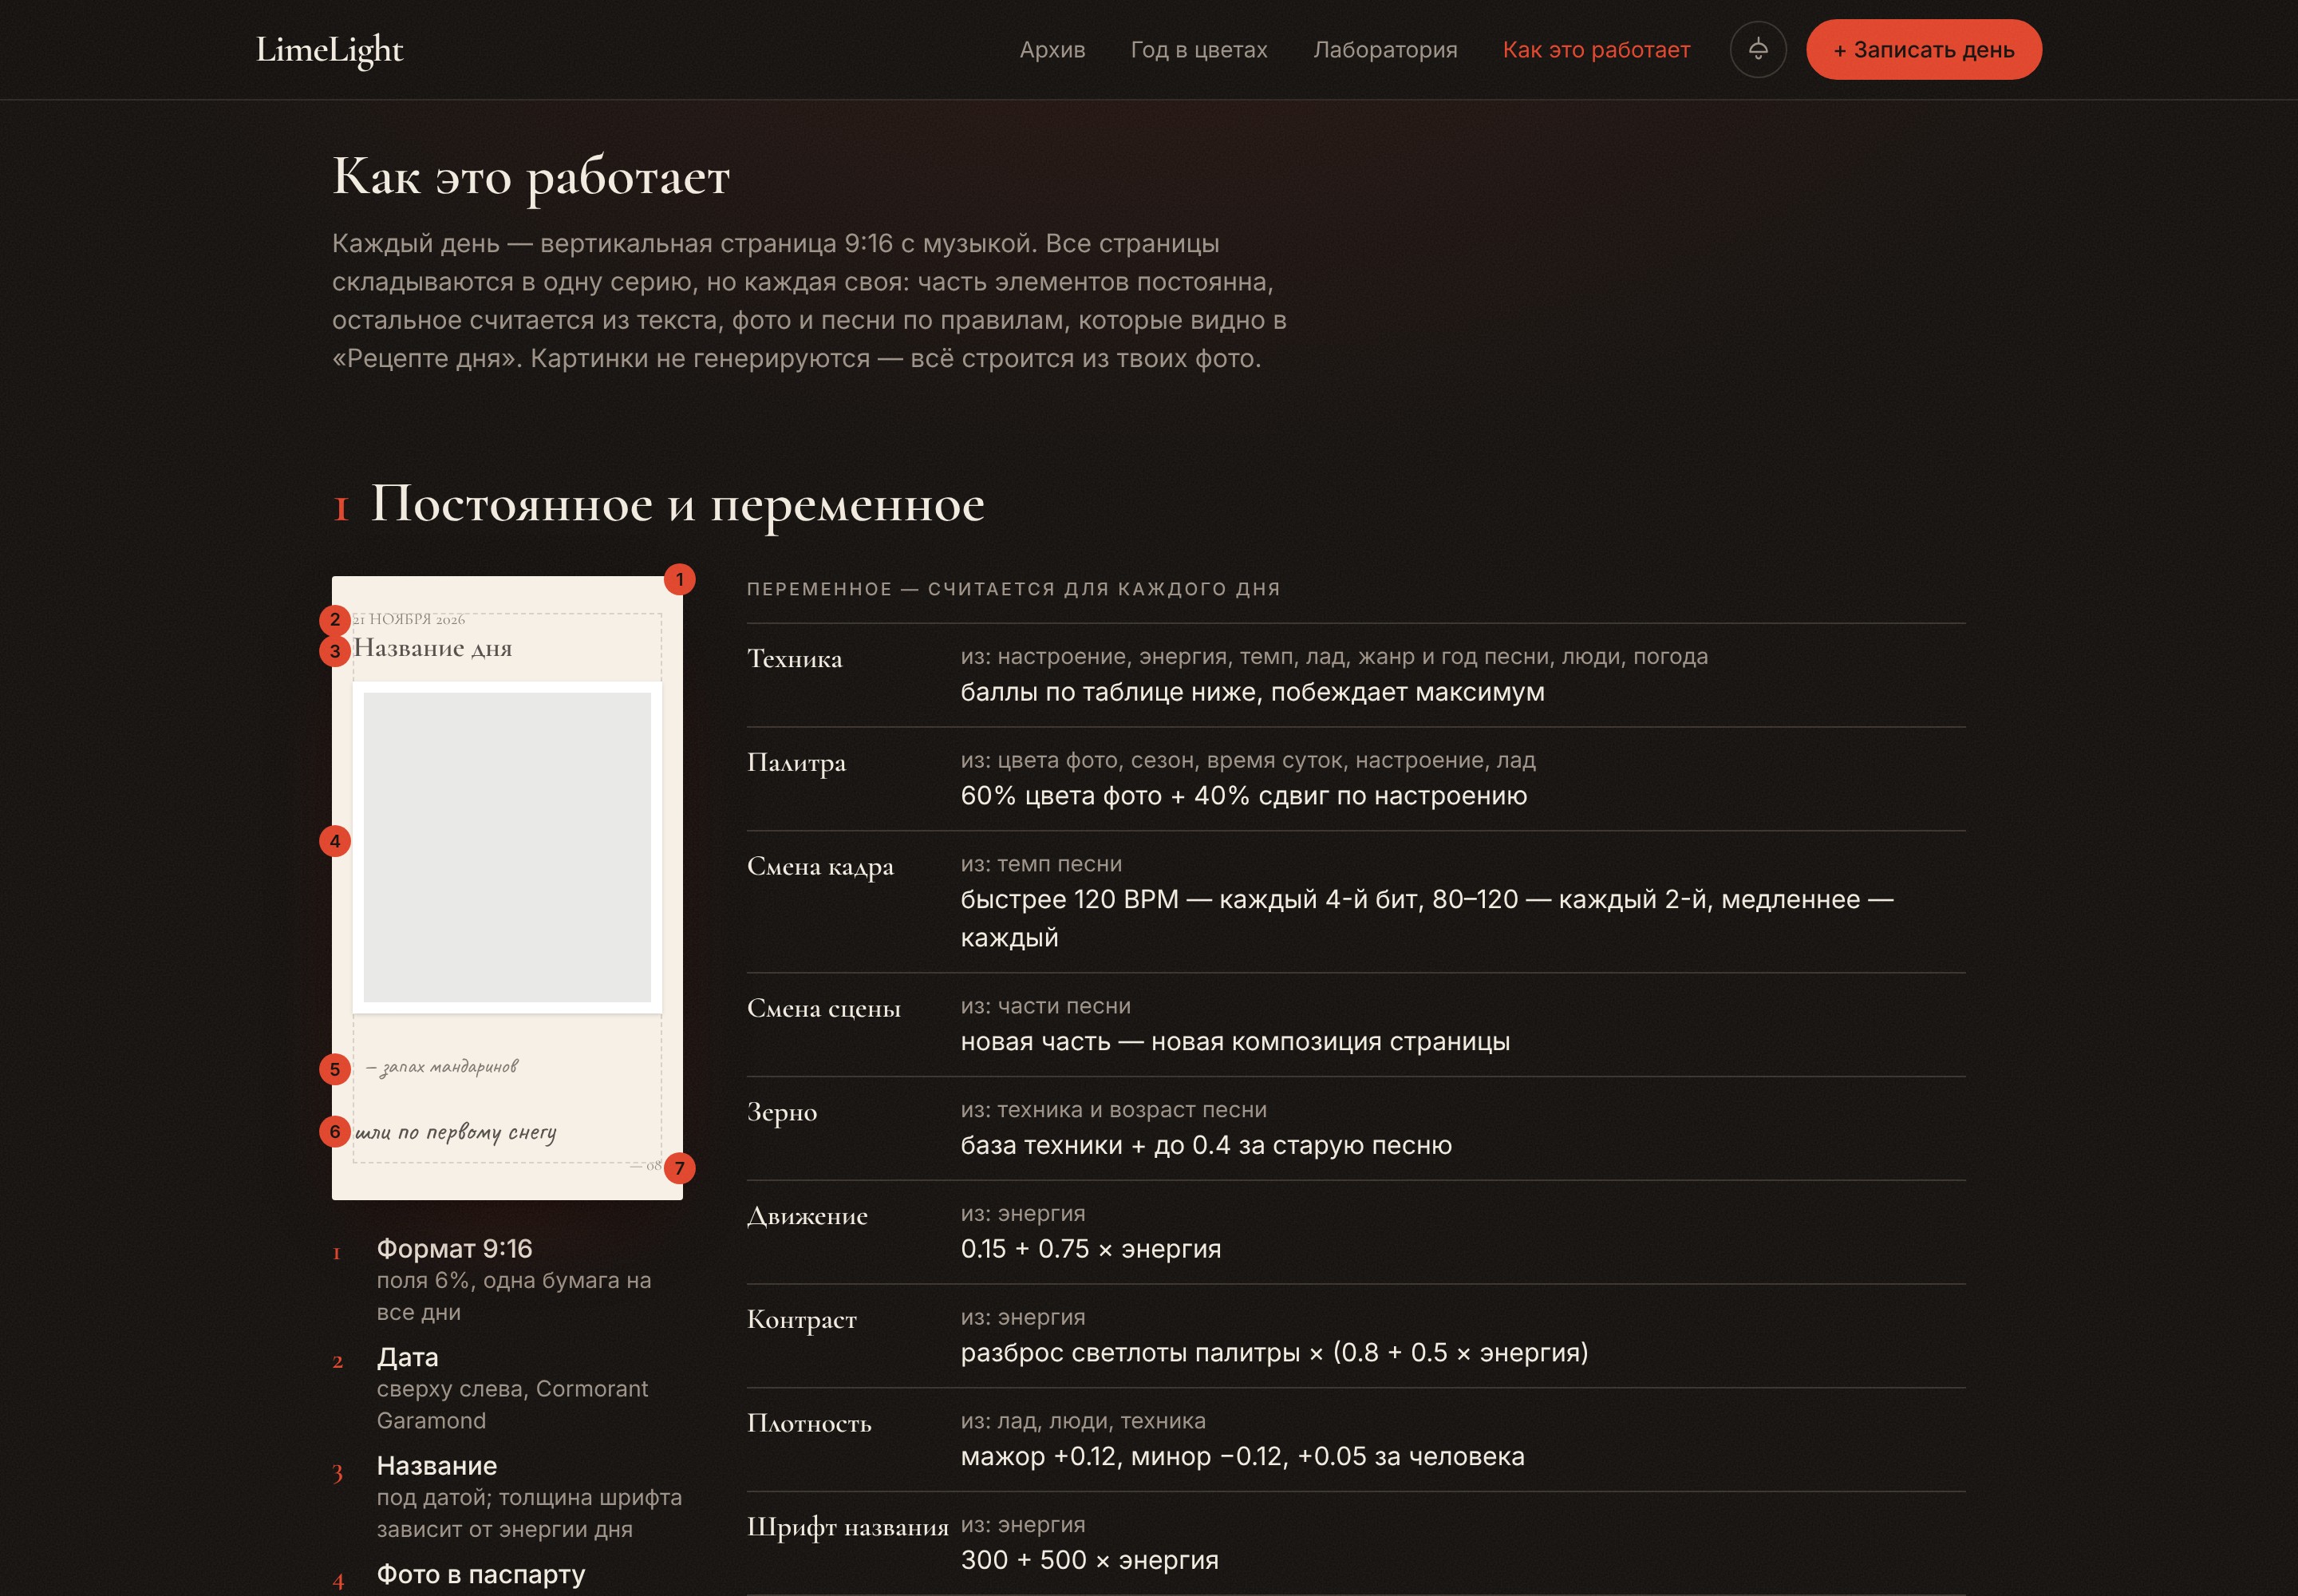 LimeLight
Архив
Год в цветах
Лаборатория
Как это работает
+ Записать день
Как это работает
Каждый день — вертикальная страница 9:16 с музыкой. Все страницы
складываются в одну серию, но каждая своя: часть элементов постоянна,
остальное считается из текста, фото и песни по правилам, которые видно в
«Рецепте дня». Картинки не генерируются — всё строится из твоих фото.
1 Постоянное и переменное
1
2
21 НОЯБРЯ 2026
3
Название дня
4
5
— запах мандаринов
6
шли по первому снегу
— 08
7
1
Формат 9:16
поля 6%, одна бумага на
все дни
2
Дата
сверху слева, Cormorant
Garamond
3
Название
под датой; толщина шрифта
зависит от энергии дня
4
Фото в паспарту
ПЕРЕМЕННОЕ — СЧИТАЕТСЯ ДЛЯ КАЖДОГО ДНЯ
Техника
из: настроение, энергия, темп, лад, жанр и год песни, люди, погода
баллы по таблице ниже, побеждает максимум
Палитра
из: цвета фото, сезон, время суток, настроение, лад
60% цвета фото + 40% сдвиг по настроению
Смена кадра
из: темп песни
быстрее 120 BPM — каждый 4-й бит, 80–120 — каждый 2-й, медленнее —
каждый
Смена сцены
из: части песни
новая часть — новая композиция страницы
Зерно
из: техника и возраст песни
база техники + до 0.4 за старую песню
Движение
из: энергия
0.15 + 0.75 × энергия
Контраст
из: энергия
разброс светлоты палитры × (0.8 + 0.5 × энергия)
Плотность
из: лад, люди, техника
мажор +0.12, минор −0.12, +0.05 за человека
Шрифт названия
из: энергия
300 + 500 × энергия